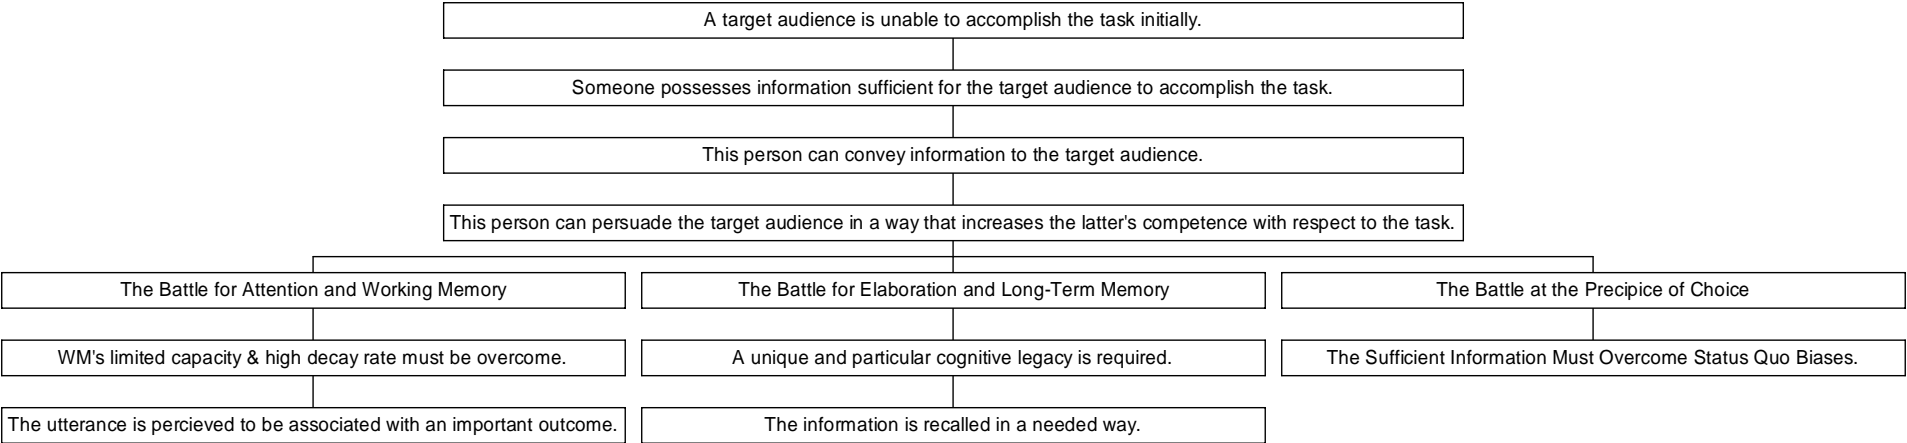 A target audience is unable to accomplish the task initially.
Someone possesses information sufficient for the target audience to accomplish the task.
This person can convey information to the target audience.
This person can persuade the target audience in a way that increases the latter's competence with respect to the task.
The Battle for Attention and Working Memory
The Battle for Elaboration and Long-Term Memory
The Battle at the Precipice of Choice
WM's limited capacity & high decay rate must be overcome.
A unique and particular cognitive legacy is required.
The Sufficient Information Must Overcome Status Quo Biases.
The utterance is percieved to be associated with an important outcome.
The information is recalled in a needed way.